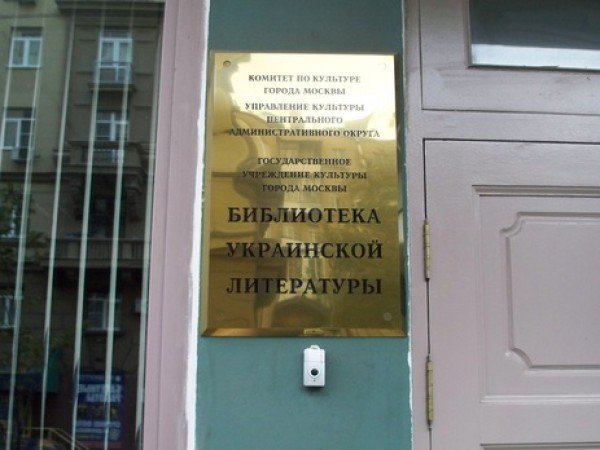 КОМИТЕТ ПО КУЛЬТУРЕ
ГОРОДА МОСКВЫ
УПРАВЛЕНИЕ КУЛЬТУРЫ
ЦЕНТРАЛЬНОГО
АДМИНИСТРАТИВНОГО ОКРУГА
ГОСУДАРСТВЕННОЕ
УЧРЕЖДЕНИЕ КУЛЬТУРЫ
ГОРОДА МОСКВЫ
БИБЛИОТЕКА
УКРАИНСКОЙ
ЛИТЕРАТУРЫ